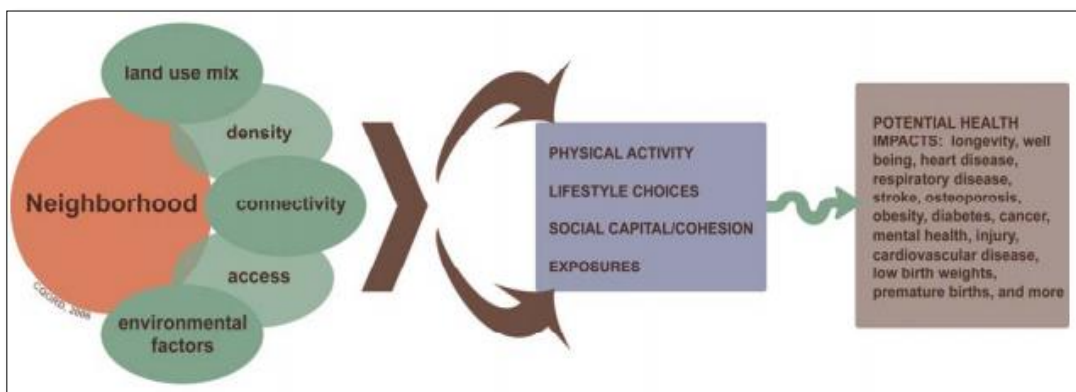 land use mix
density
Neighborhood
connectivity
access
environmental
factors
CQGRD, 2006
PHYSICAL ACTIVITY
LIFESTYLE CHOICES
SOCIAL CAPITAL/COHESION
EXPOSURES
POTENTIAL HEALTH
IMPACTS: longevity, well
being, heart disease,
respiratory disease,
stroke, osteoporosis,
obesity, diabetes, cancer,
mental health, injury,
cardiovascular disease,
low birth weights,
premature births, and more